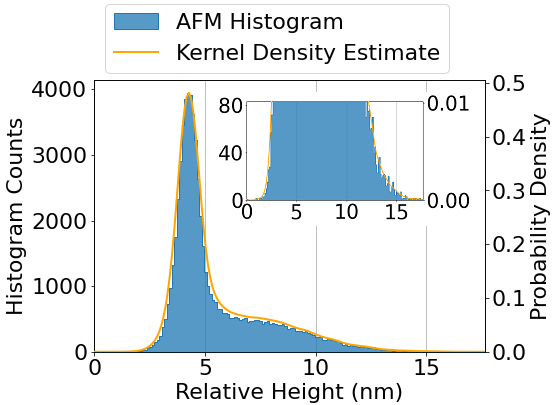 AFM Histogram
Kernel Density Estimate
4000
3000
2000
1000
0
Histogram Counts
80
40
0
0 5 10 15
0.01
0.00
0.5
0.4
0.3
0.2
0.1
0.0
Probability Density
0 5 10 15
Relative Height (nm)